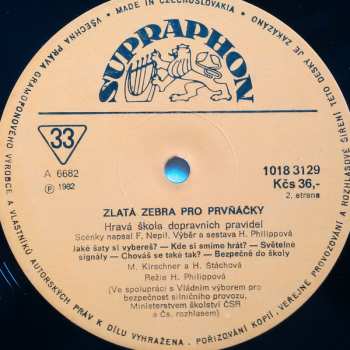 MADE IN CZECHOSLOVAKIA
VŠECHNA PRÁVA GRAMOFONOVÉHO VÝROBCE A VLASTNÍKŮ AUTORSKÝCH PRÁV K DÍLU VYHRAŽENA. POŘIZOVÁNÍ KOPIÍ, VEŘEJNÉ PROVOZOVÁNÍ A ROZHLASOVÉ ŠÍŘENÍ TÉTO DESKY JE ZAKÁZÁNO
SUPRAPHON
33
A 6682
Ⓟ 1982
1018 3129
Kčs 36,-
2. strana
ZLATÁ ZEBRA PRO PRVŇÁČKY
Hravá škola dopravních pravidel
Scénky napsal F. Nepil. Výběr a sestava H. Philippová
Jaké šaty si vybereš? — Kde si smíme hrát? — Světelné
signály — Chováš se také tak? — Bezpečně do školy
M. Kirschner a H. Štáchová
Režie H. Philippová
(Ve spolupráci s Vládním výborem pro
bezpečnost silničního provozu,
Ministerstvem školství ČSR
a Čs. rozhlasem)